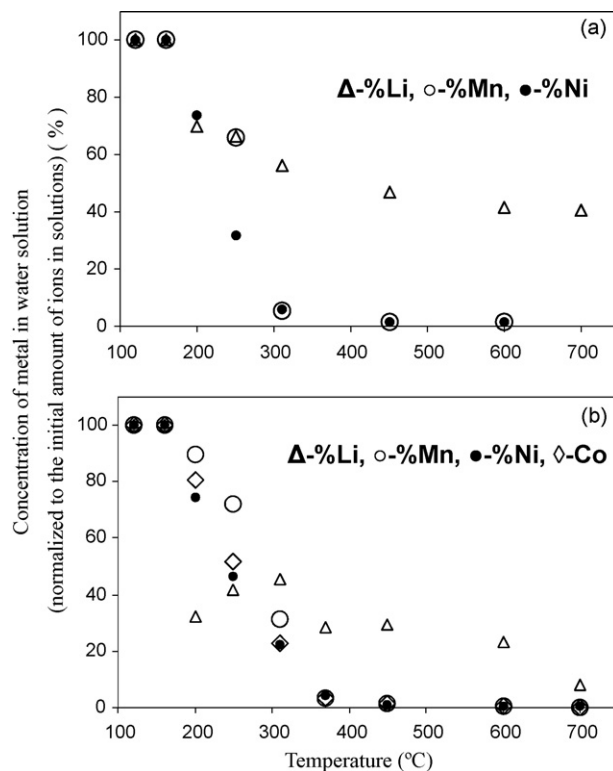 Concentration of metal in water solution
(normalized to the initial amount of ions in solutions) ( % )
(a)
Δ-%Li, ○-%Mn, ●-%Ni
100
80
60
40
20
0
100 200 300 400 500 600 700
(b)
Δ-%Li, ○-%Mn, ●-%Ni, ◇-Co
100
80
60
40
20
0
100 200 300 400 500 600 700
Temperature (ºC)